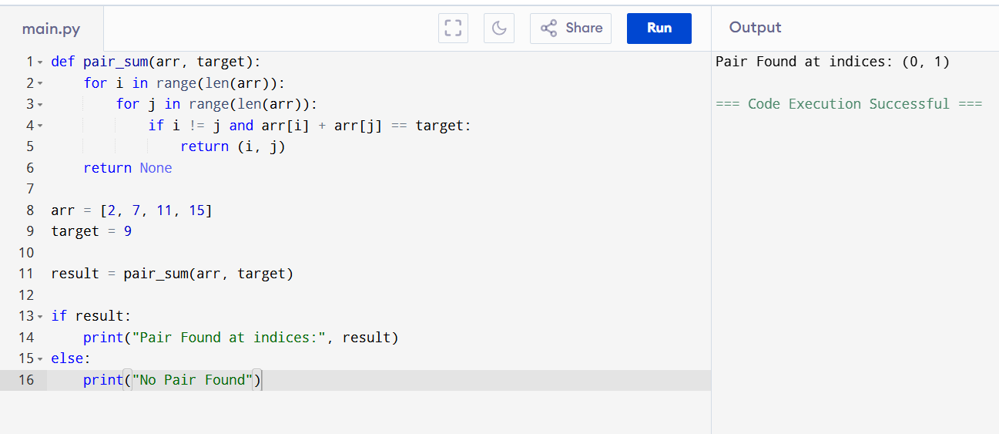 main.py
Share
Run
Output
1 def pair_sum(arr, target):
2     for i in range(len(arr)):
3         for j in range(len(arr)):
4             if i != j and arr[i] + arr[j] == target:
5                 return (i, j)
6     return None
7
8 arr = [2, 7, 11, 15]
9 target = 9
10
11 result = pair_sum(arr, target)
12
13 if result:
14     print("Pair Found at indices:", result)
15 else:
16     print("No Pair Found")
Pair Found at indices: (0, 1)
=== Code Execution Successful ===